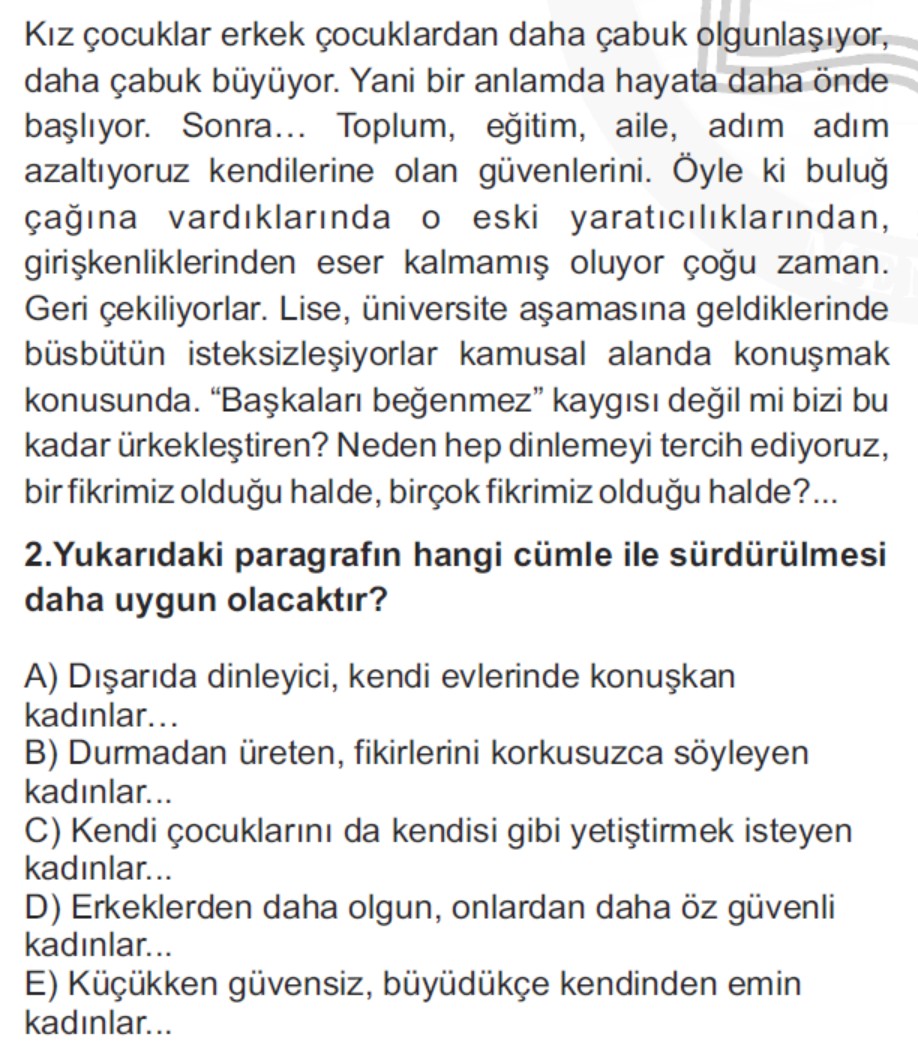 Kız çocuklar erkek çocuklardan daha çabuk olgunlaşıyor,
daha çabuk büyüyor. Yani bir anlamda hayata daha önde
başlıyor. Sonra... Toplum, eğitim, aile, adım adım
azaltıyoruz kendilerine olan güvenlerini. Öyle ki buluğ
çağına vardıklarında o eski yaratıcılıklarından,
girişkenliklerinden eser kalmamış oluyor çoğu zaman.
Geri çekiliyorlar. Lise, üniversite aşamasına geldiklerinde
büsbütün isteksizleşiyorlar kamusal alanda konuşmak
konusunda. “Başkaları beğenmez” kaygısı değil mi bizi bu
kadar ürkekleştiren? Neden hep dinlemeyi tercih ediyoruz,
bir fikrimiz olduğu halde, birçok fikrimiz olduğu halde?...
2.Yukarıdaki paragrafın hangi cümle ile sürdürülmesi
daha uygun olacaktır?
A) Dışarıda dinleyici, kendi evlerinde konuşkan
kadınlar...
B) Durmadan üreten, fikirlerini korkusuzca söyleyen
kadınlar...
C) Kendi çocuklarını da kendisi gibi yetiştirmek isteyen
kadınlar...
D) Erkeklerden daha olgun, onlardan daha öz güvenli
kadınlar...
E) Küçükken güvensiz, büyüdükçe kendinden emin
kadınlar...